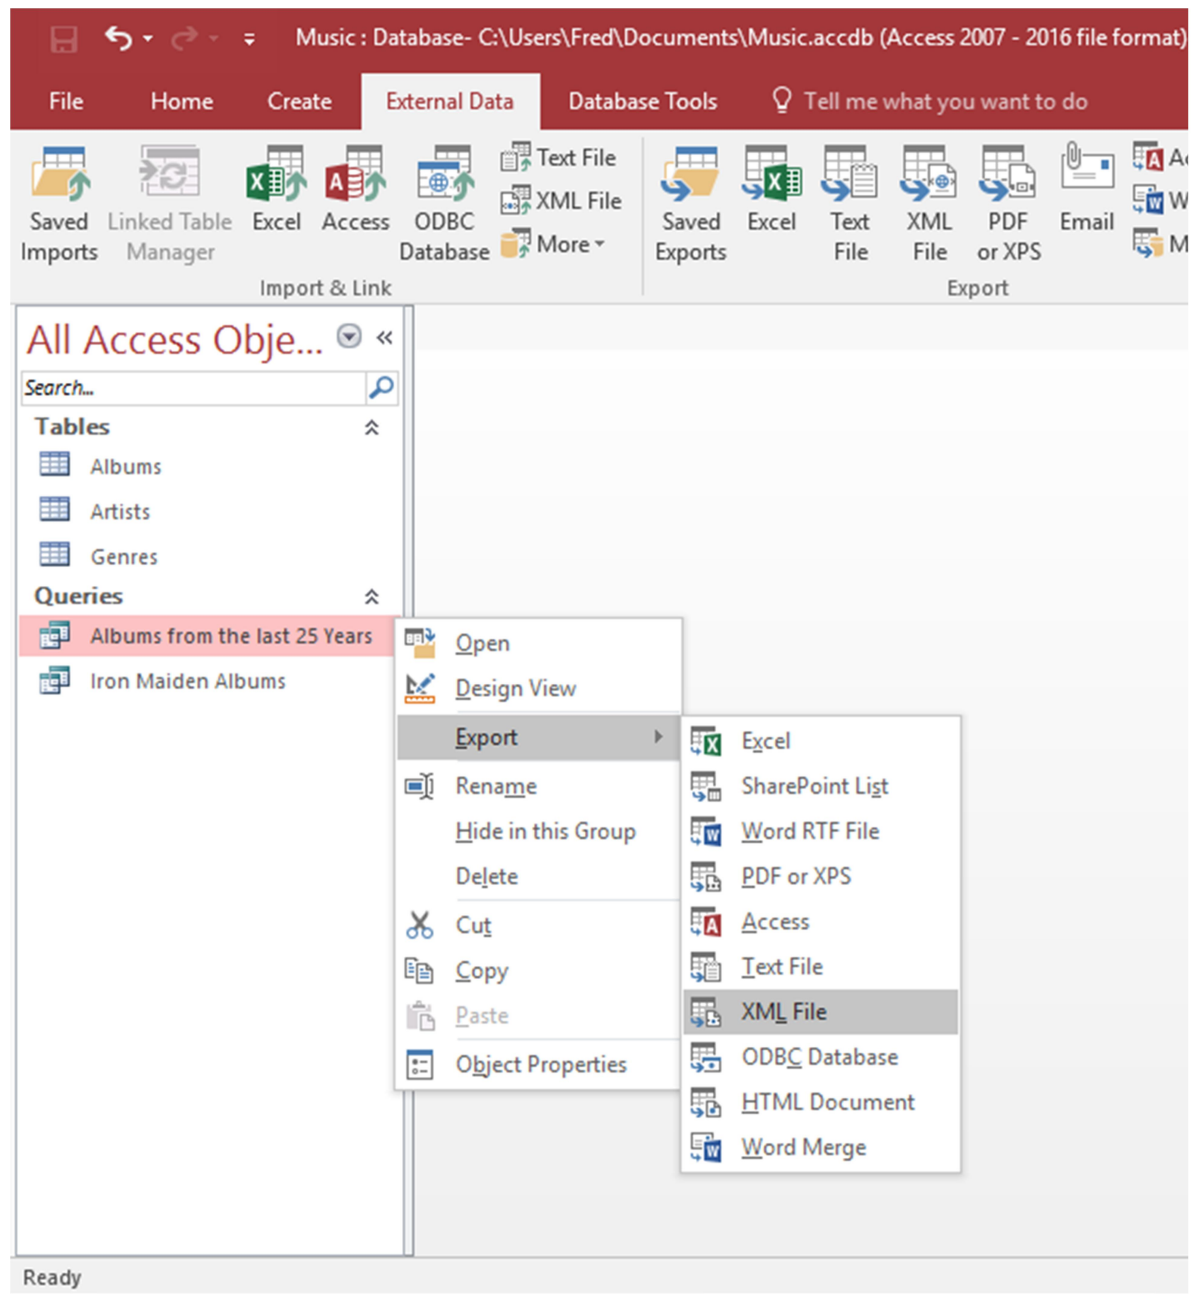 Music : Database- C:\Users\Fred\Documents\Music.accdb (Access 2007 - 2016 file format)
File Home Create External Data Database Tools Tell me what you want to do
Saved Imports
Linked Table Manager
Excel
Access
ODBC Database
Text File
XML File
More
Import & Link
Saved Exports
Excel
Text File
XML File
PDF or XPS
Email
Export
All Access Obje...
Search...
Tables
Albums
Artists
Genres
Queries
Albums from the last 25 Years
Iron Maiden Albums
Open
Design View
Export
Rename
Hide in this Group
Delete
Cut
Copy
Paste
Object Properties
Excel
SharePoint List
Word RTF File
PDF or XPS
Access
Text File
XML File
ODBC Database
HTML Document
Word Merge
Ready